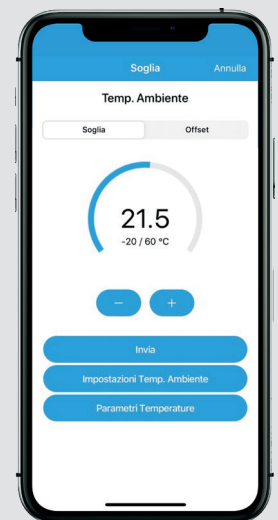 Soglia Annulla
Temp. Ambiente
Soglia Offset
21.5
-20 / 60 °C
− +
Invia
Impostazioni Temp. Ambiente
Parametri Temperature